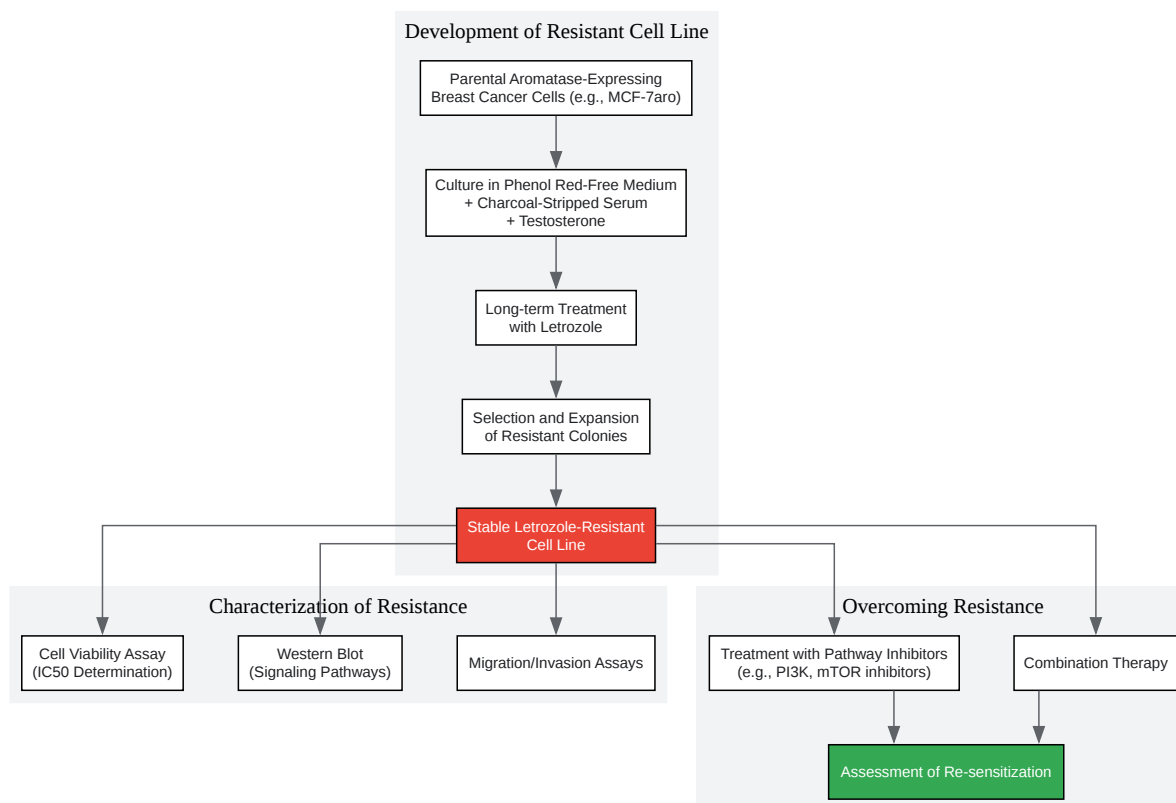 Development of Resistant Cell Line
Parental Aromatase-Expressing
Breast Cancer Cells (e.g., MCF-7aro)
Culture in Phenol Red-Free Medium
+ Charcoal-Stripped Serum
+ Testosterone
Long-term Treatment
with Letrozole
Selection and Expansion
of Resistant Colonies
Stable Letrozole-Resistant
Cell Line
Characterization of Resistance
Cell Viability Assay
(IC50 Determination)
Western Blot
(Signaling Pathways)
Migration/Invasion Assays
Overcoming Resistance
Treatment with Pathway Inhibitors
(e.g., PI3K, mTOR inhibitors)
Combination Therapy
Assessment of Re-sensitization